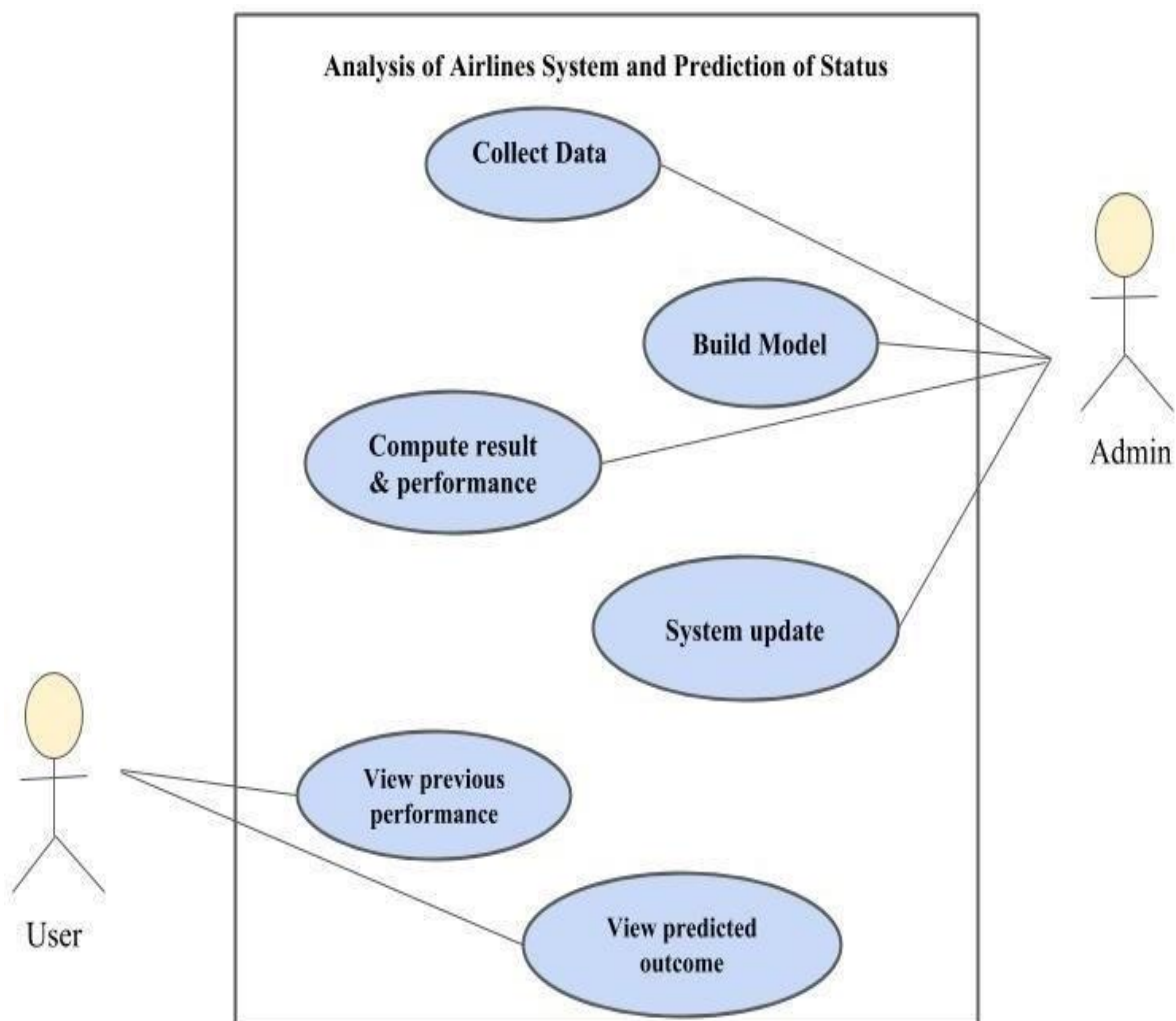 Analysis of Airlines System and Prediction of Status
Collect Data
Build Model
Compute result
& performance
Admin
System update
View previous
performance
User
View predicted
outcome